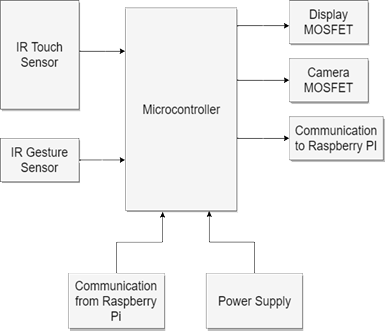 IR Touch
Sensor
IR Gesture
Sensor
Microcontroller
Display
MOSFET
Camera
MOSFET
Communication
to Raspberry PI
Communication
from Raspberry
Pi
Power Supply